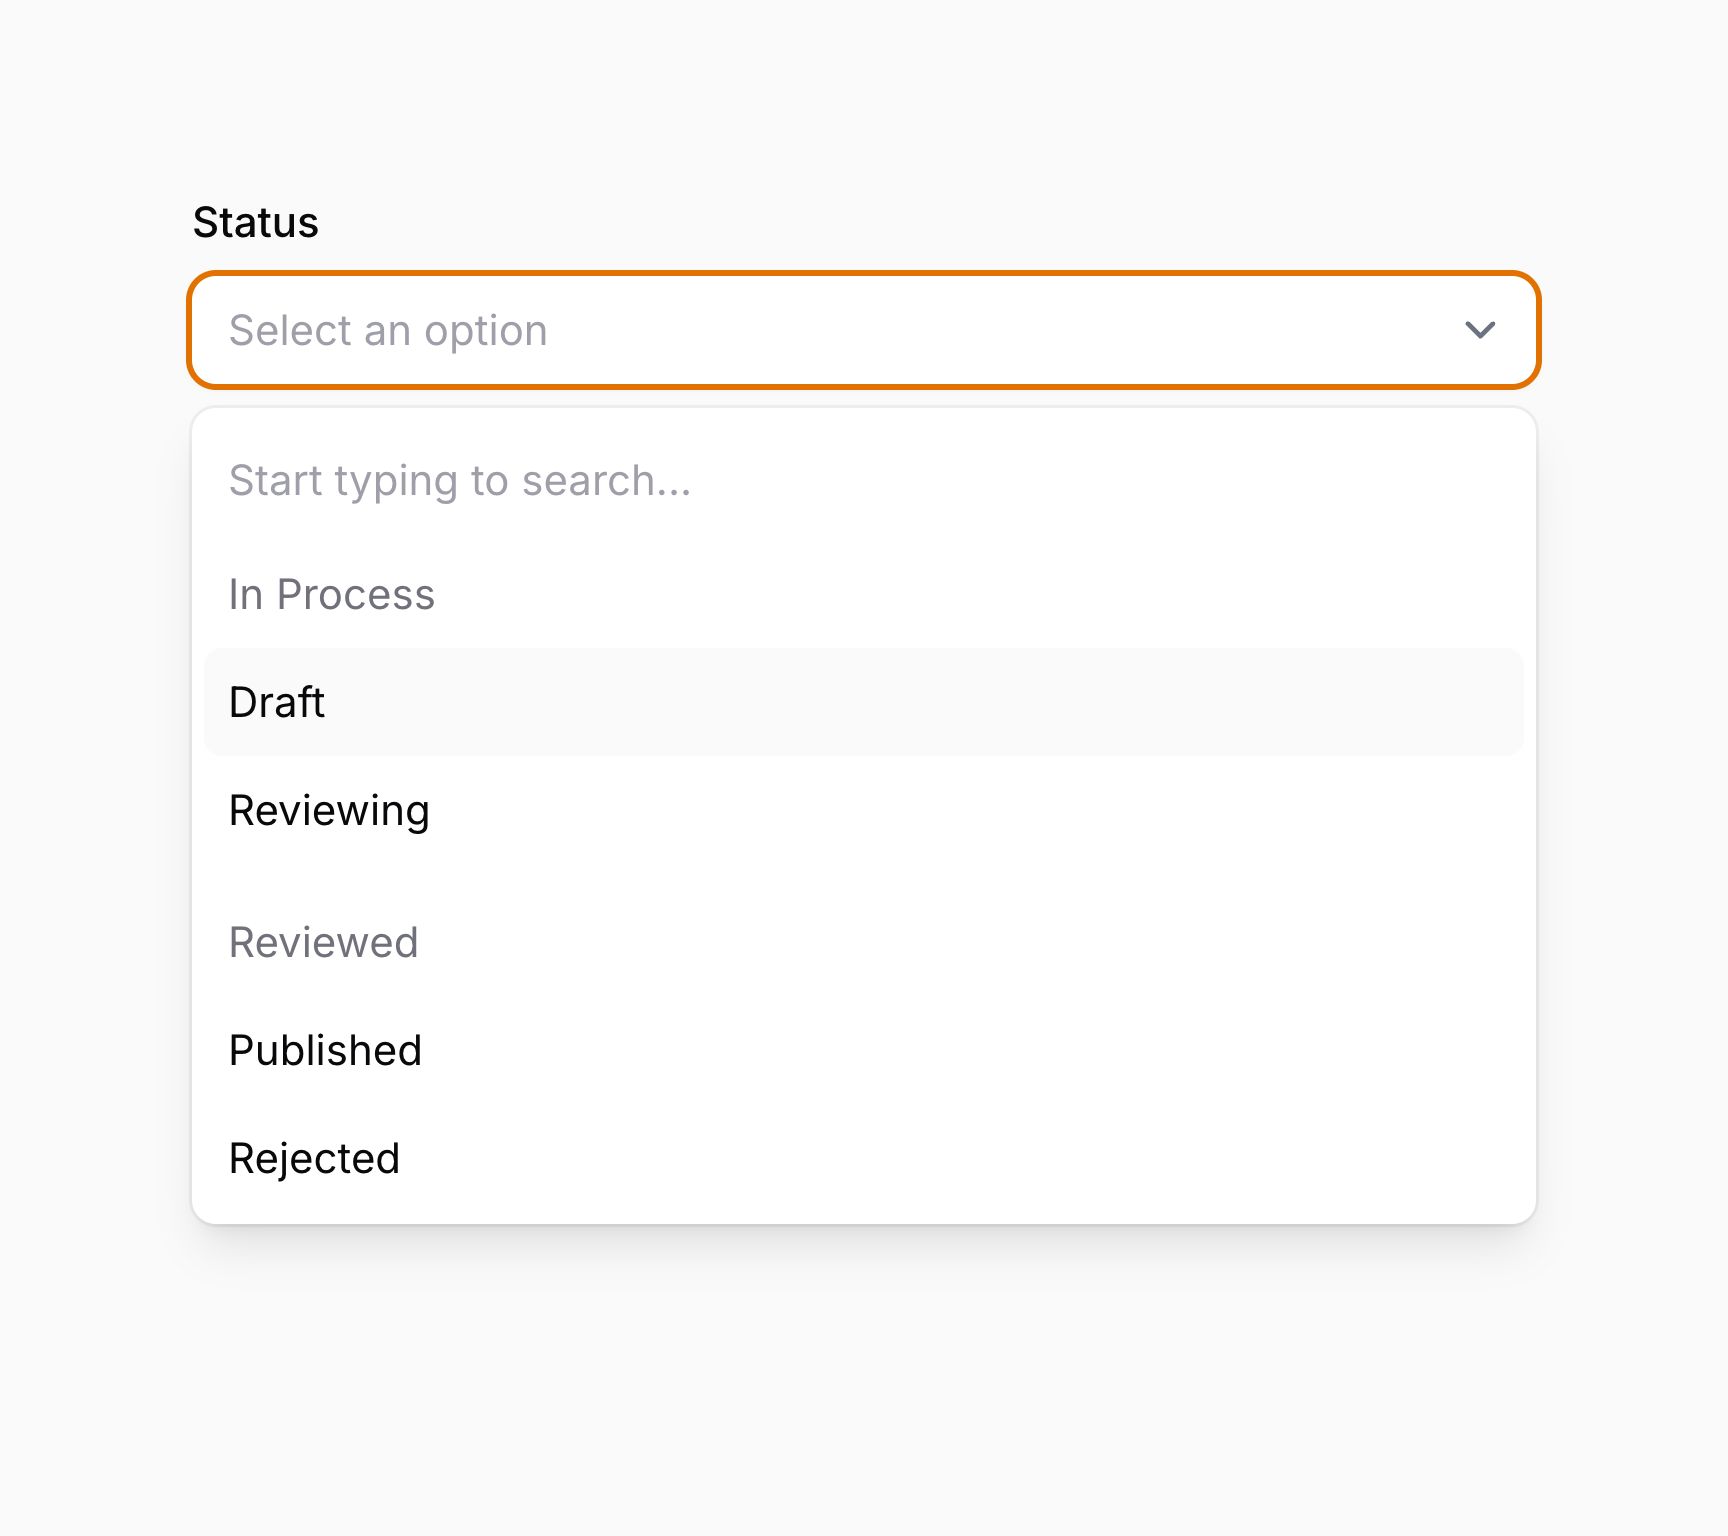 Status
Select an option
Start typing to search...
In Process
Draft
Reviewing
Reviewed
Published
Rejected